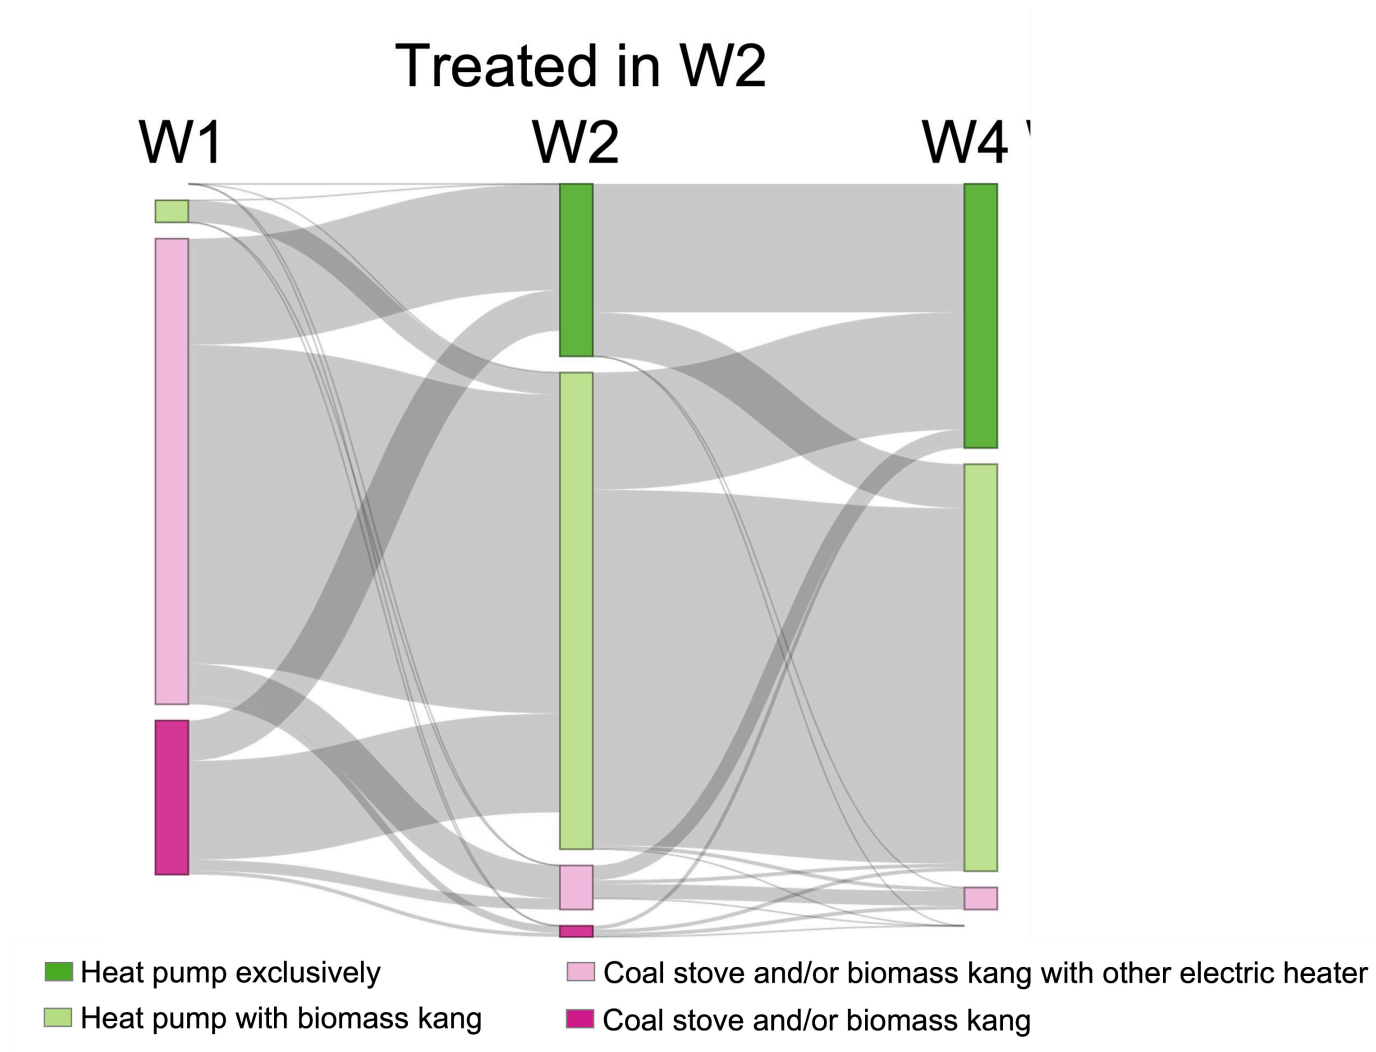 Treated in W2
W1 W2 W4
Heat pump exclusively
Coal stove and/or biomass kang with other electric heater
Heat pump with biomass kang
Coal stove and/or biomass kang